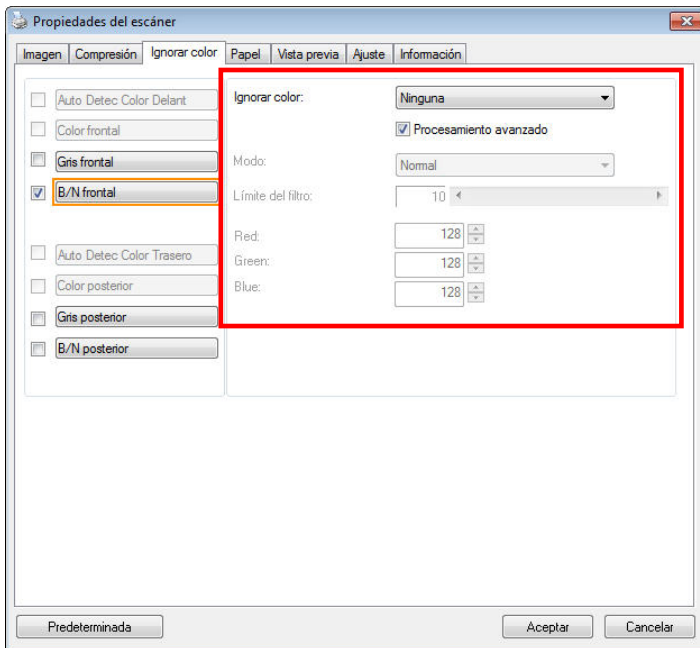 Propiedades del escáner
Imagen Compresión Ignorar color Papel Vista previa Ajuste Información
Auto Detec Color Delant
Color frontal
Gris frontal
B/N frontal
Auto Detec Color Trasero
Color posterior
Gris posterior
B/N posterior
Ignorar color: Ninguna
Procesamiento avanzado
Modo: Normal
Límite del filtro: 10
Red: 128
Green: 128
Blue: 128
Predeterminada Aceptar Cancelar